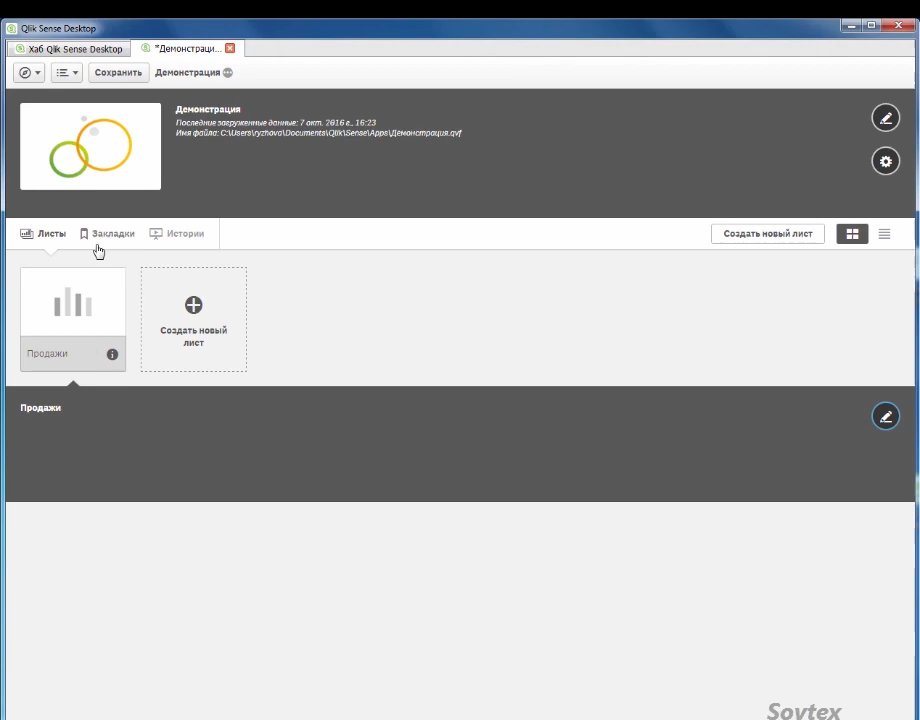 Qlik Sense Desktop
Хаб Qlik Sense Desktop
*Демонстраци...
Сохранить
Демонстрация
Демонстрация
Последние загруженные данные: 7 окт. 2016 г., 16:23
Имя файла: C:\Users\ryzhova\Documents\Qlik\Sense\Apps\Демонстрация.qvf
Листы
Закладки
Истории
Создать новый лист
Продажи
Создать новый
лист
Продажи
Sovtex